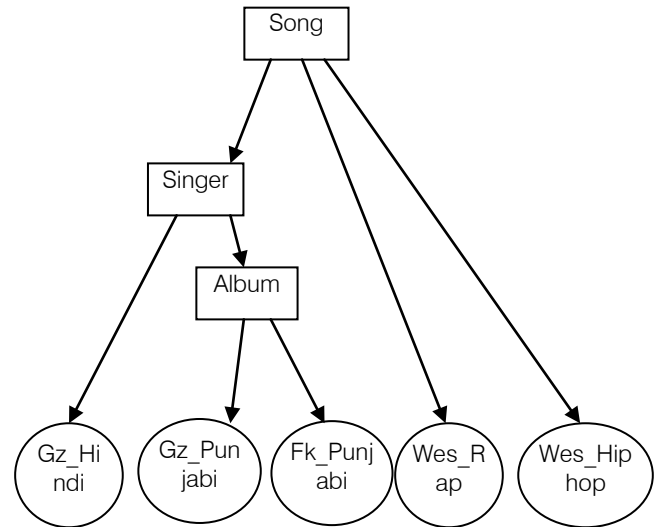 Song
Singer
Album
Gz_Hi
ndi
Gz_Pun
jabi
Fk_Punj
abi
Wes_R
ap
Wes_Hip
hop